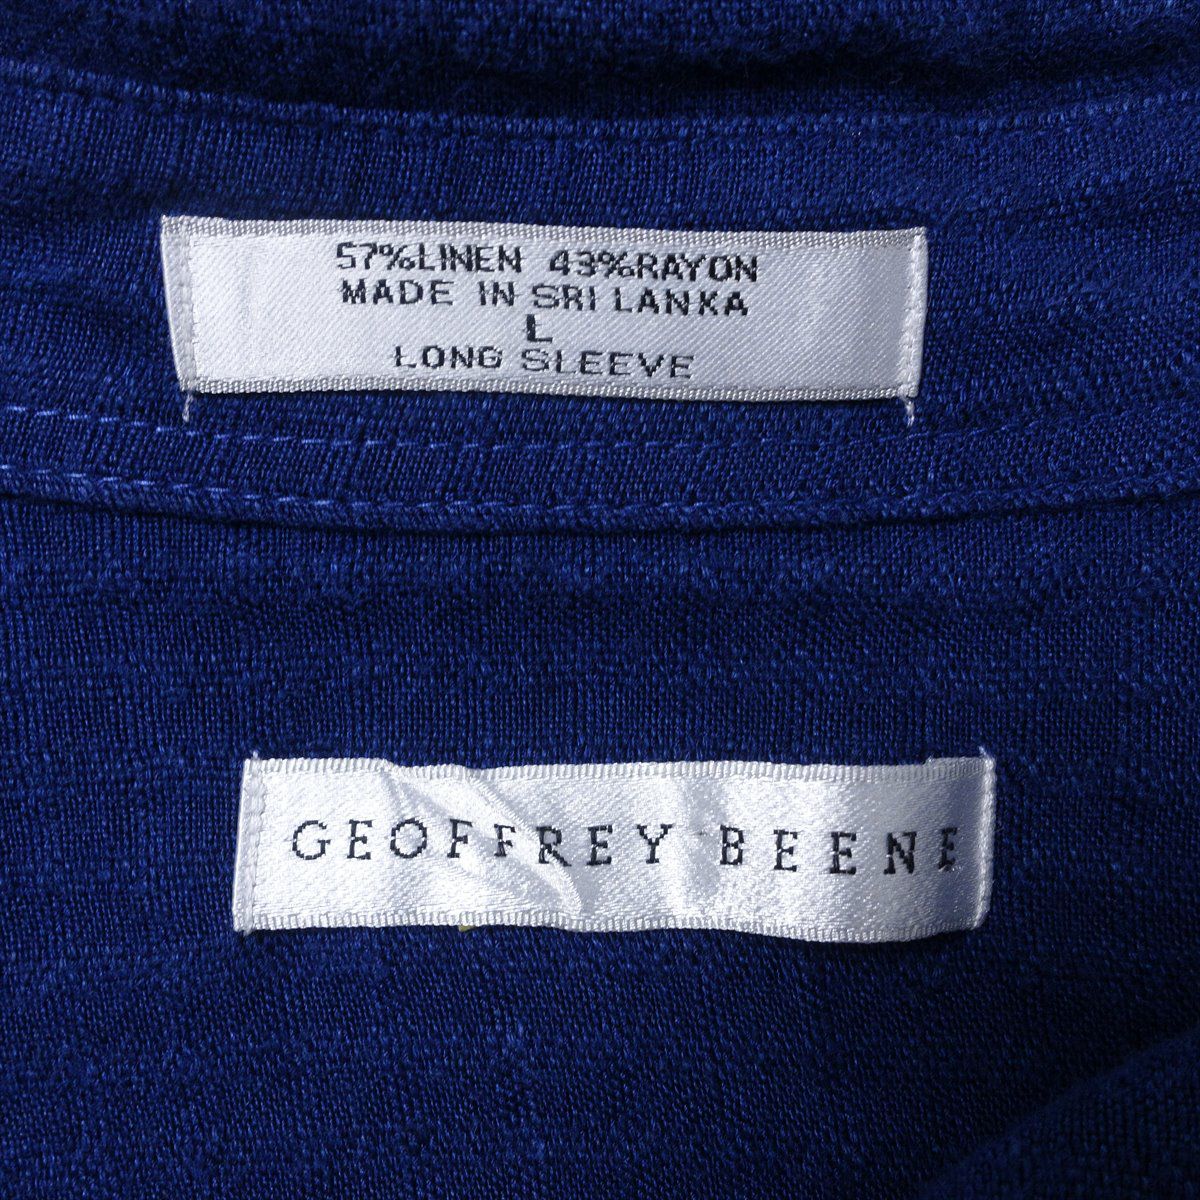 57%LINEN 43%RAYON
MADE IN SRI LANKA
L
LONG SLEEVE
GEOFFREY BEENE